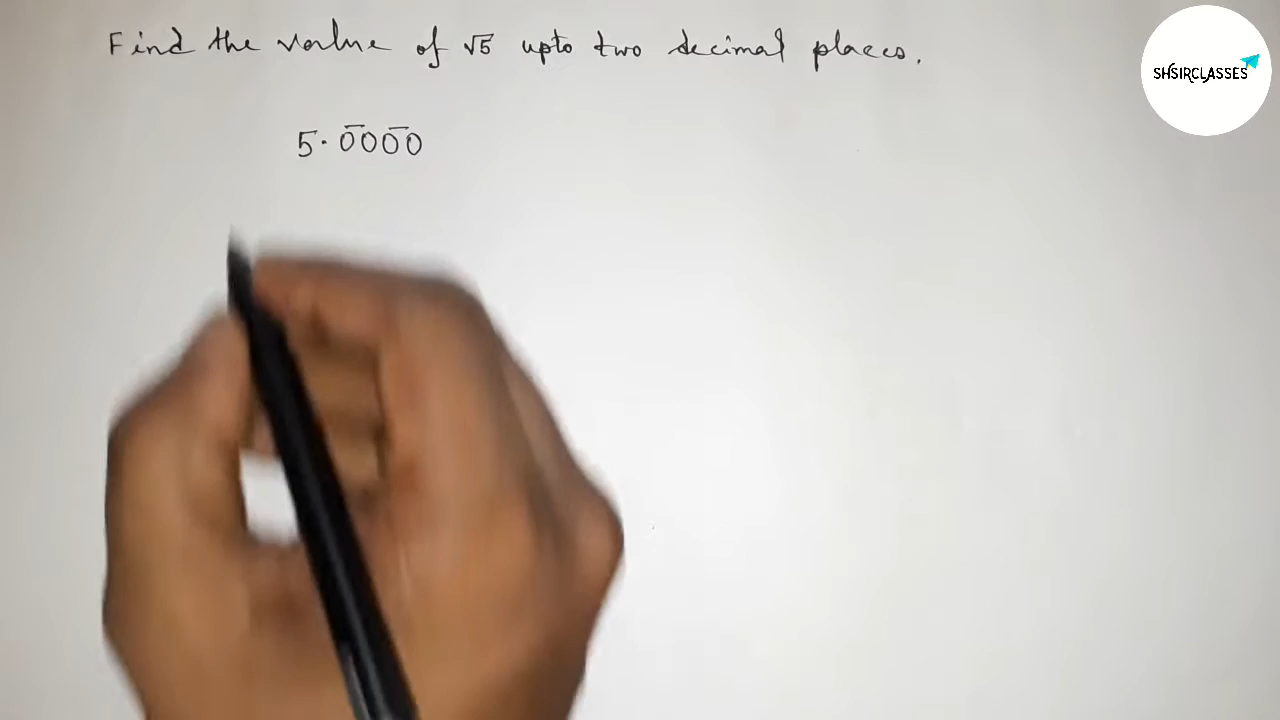 Find the value of √5 upto two decimal places.
SHSIRCLASSES
5.0000